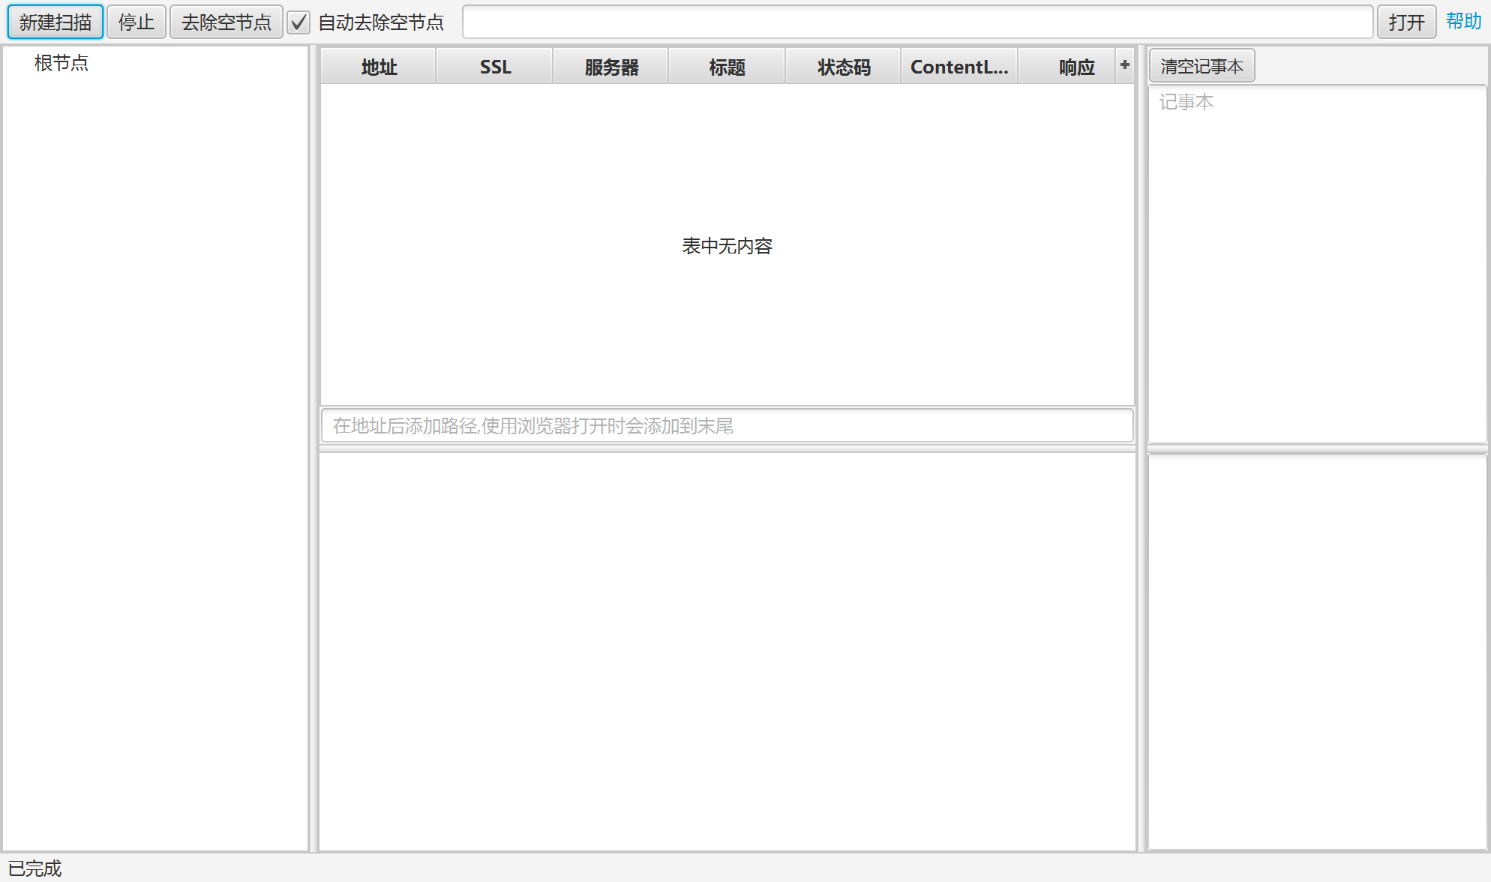 新建扫描 停止 去除空节点 自动去除空节点 打开 帮助
根节点
地址 SSL 服务器 标题 状态码 ContentL... 响应 +
清空记事本
记事本
表中无内容
在地址后添加路径,使用浏览器打开时会添加到末尾
已完成